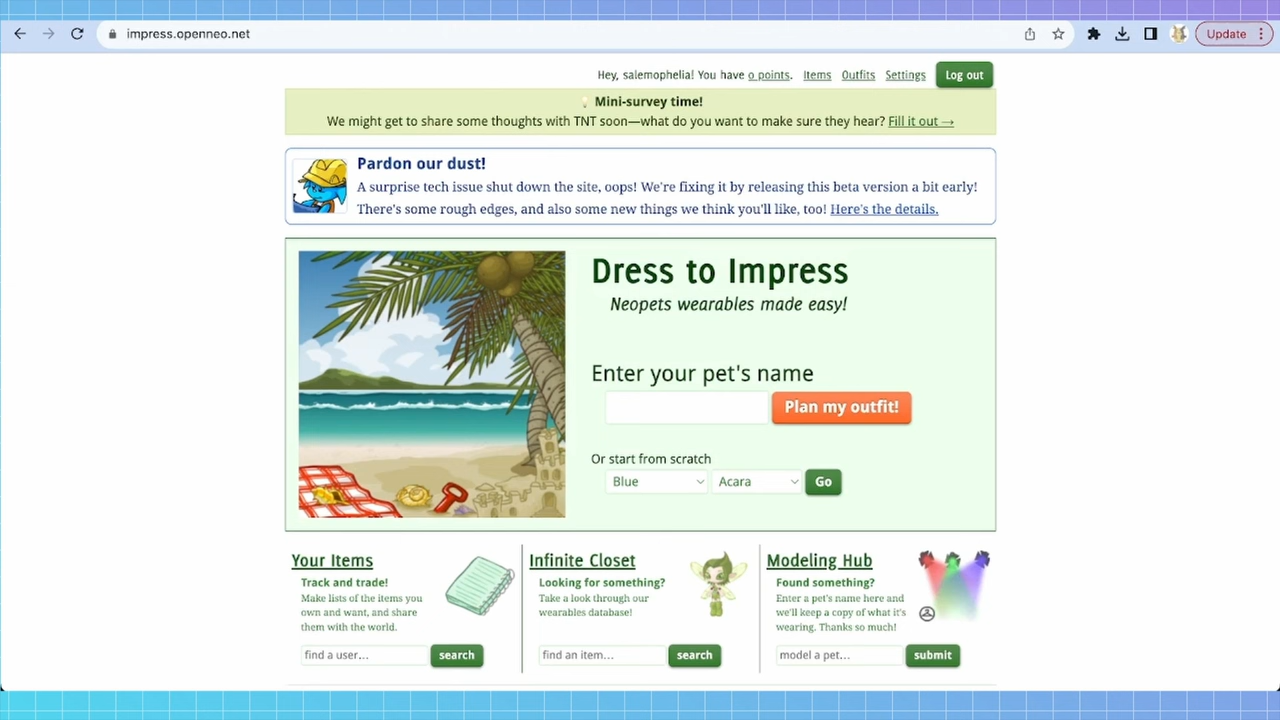 impress.openneo.net
Update
Hey, salemophelia! You have 0 points. Items Outfits Settings Log out
Mini-survey time!
We might get to share some thoughts with TNT soon—what do you want to make sure they hear? Fill it out →
Pardon our dust!
A surprise tech issue shut down the site, oops! We're fixing it by releasing this beta version a bit early!
There's some rough edges, and also some new things we think you'll like, too! Here's the details.
Dress to Impress
Neopets wearables made easy!
Enter your pet's name
Plan my outfit!
Or start from scratch
Blue Acara Go
Your Items
Track and trade!
Make lists of the items you
own and want, and share
them with the world.
find a user... search
Infinite Closet
Looking for something?
Take a look through our
wearables database!
find an item... search
Modeling Hub
Found something?
Enter a pet's name here and
we'll keep a copy of what it's
wearing. Thanks so much!
model a pet... submit